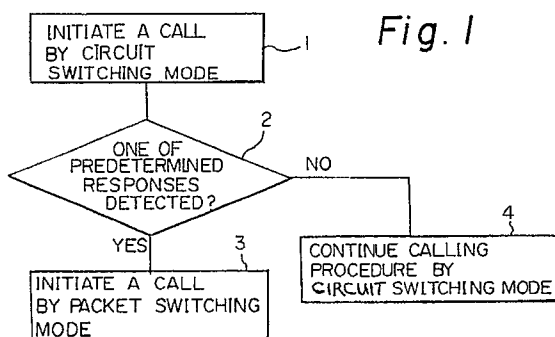 Fig. 1
INITIATE A CALL
BY CIRCUIT
SWITCHING MODE
1
2
ONE OF
PREDETERMINED
RESPONSES
DETECTED?
NO
YES
3
INITIATE A CALL
BY PACKET SWITCHING
MODE
4
CONTINUE CALLING
PROCEDURE BY
CIRCUIT SWITCHING MODE